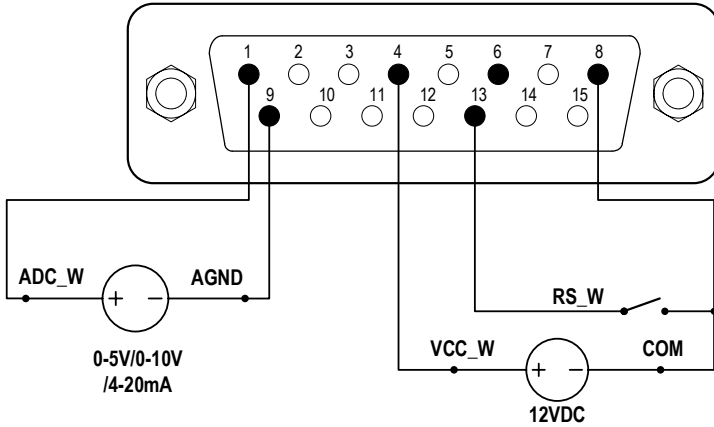 1 2 3 4 5 6 7 8
9 10 11 12 13 14 15
ADC_W + − AGND
0-5V/0-10V
/4-20mA
RS_W
VCC_W + − COM
12VDC